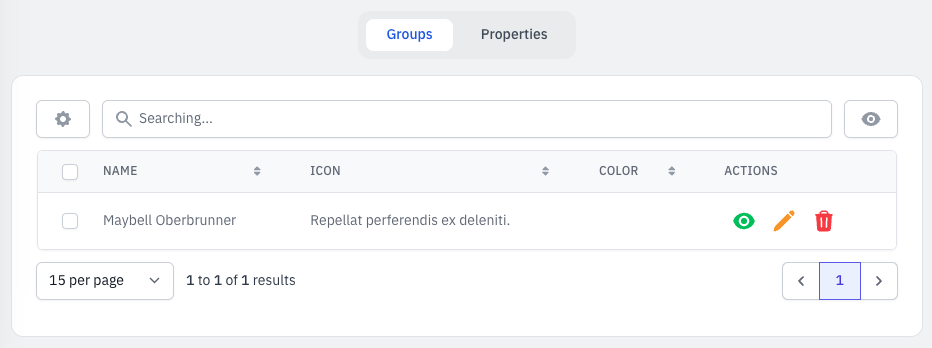 Groups Properties
Searching...
NAME ICON COLOR ACTIONS
Maybell Oberbrunner Repellat perferendis ex deleniti.
15 per page 1 to 1 of 1 results 1